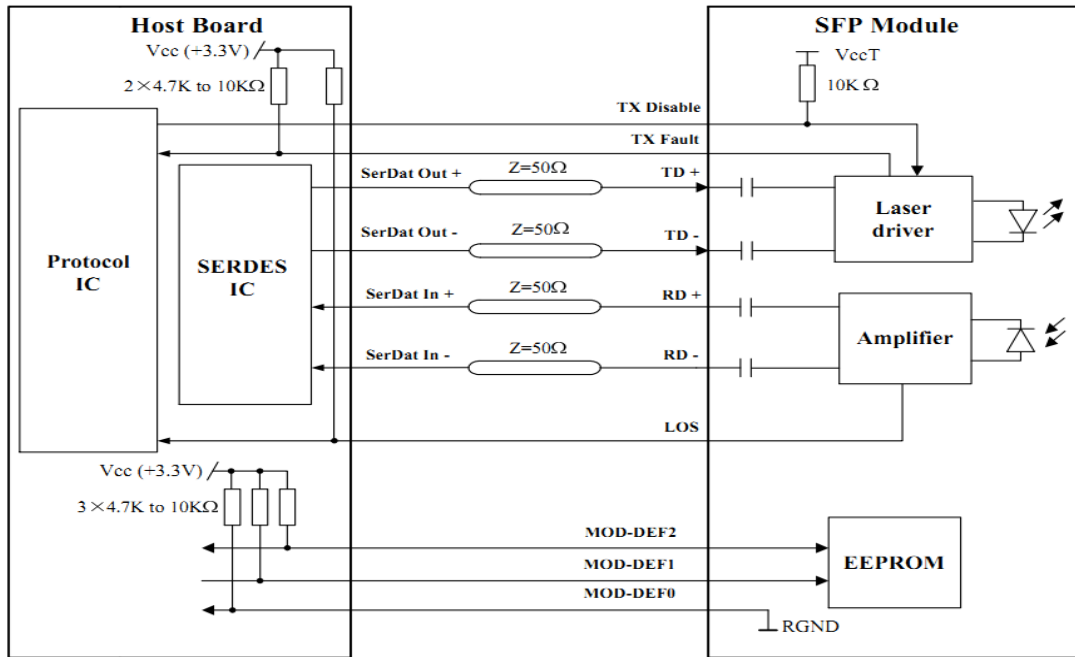 Host Board
SFP Module
Vcc (+3.3V)
2×4.7K to 10KΩ
VccT
10K Ω
TX Disable
TX Fault
SerDat Out +
Z=50Ω
TD +
SerDat Out -
Z=50Ω
TD -
Laser
driver
Protocol
IC
SERDES
IC
SerDat In +
Z=50Ω
RD +
SerDat In -
Z=50Ω
RD -
Amplifier
LOS
Vcc (+3.3V)
3×4.7K to 10KΩ
MOD-DEF2
MOD-DEF1
MOD-DEF0
EEPROM
RGND